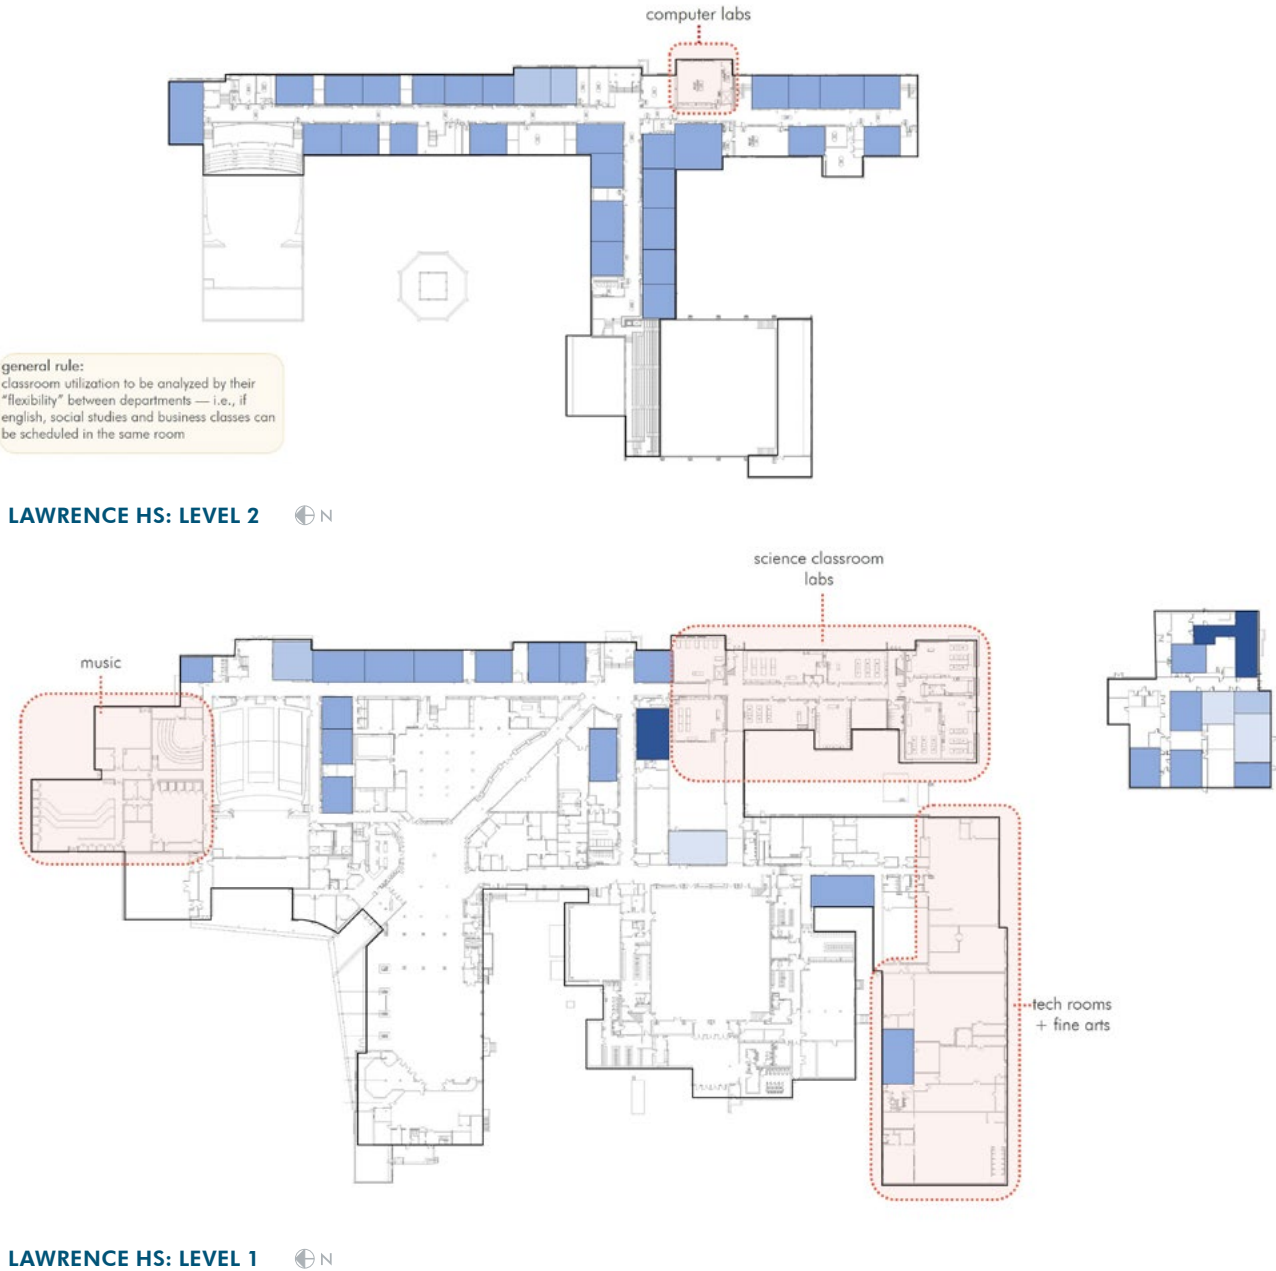 computer labs
general rule:
classroom utilization to be analyzed by their
"flexibility" between departments — i.e., if
english, social studies and business classes can
be scheduled in the same room
LAWRENCE HS: LEVEL 2
N
science classroom
labs
music
tech rooms
+ fine arts
LAWRENCE HS: LEVEL 1
N